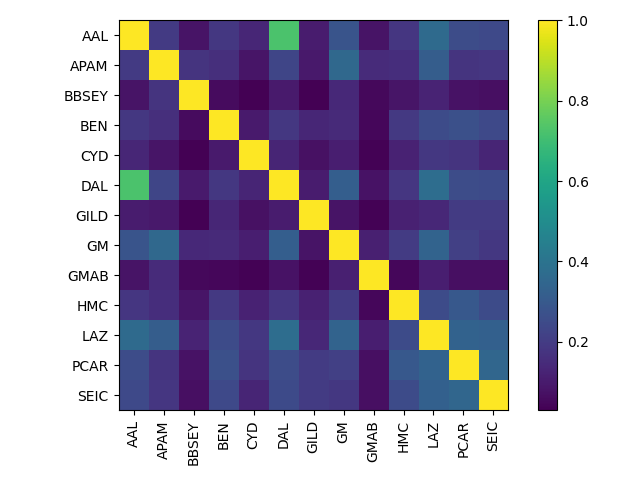 AAL
APAM
BBSEY
BEN
CYD
DAL
GILD
GM
GMAB
HMC
LAZ
PCAR
SEIC
AAL
APAM
BBSEY
BEN
CYD
DAL
GILD
GM
GMAB
HMC
LAZ
PCAR
SEIC
1.0
0.8
0.6
0.4
0.2